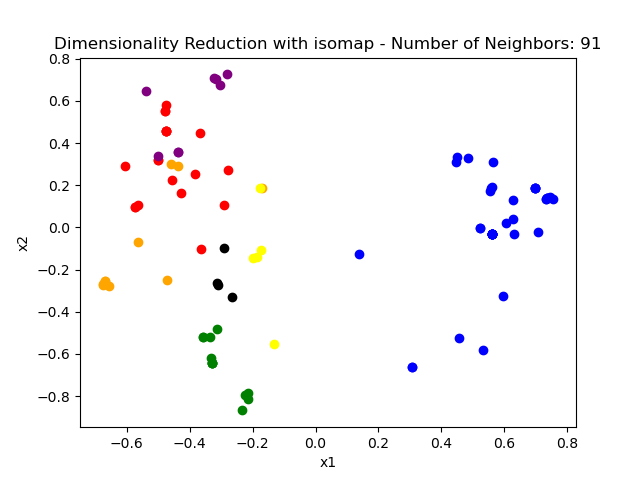 Dimensionality Reduction with isomap - Number of Neighbors: 91
0.8
0.6
0.4
0.2
0.0
−0.2
−0.4
−0.6
−0.8
x2
−0.6 −0.4 −0.2 0.0 0.2 0.4 0.6 0.8
x1